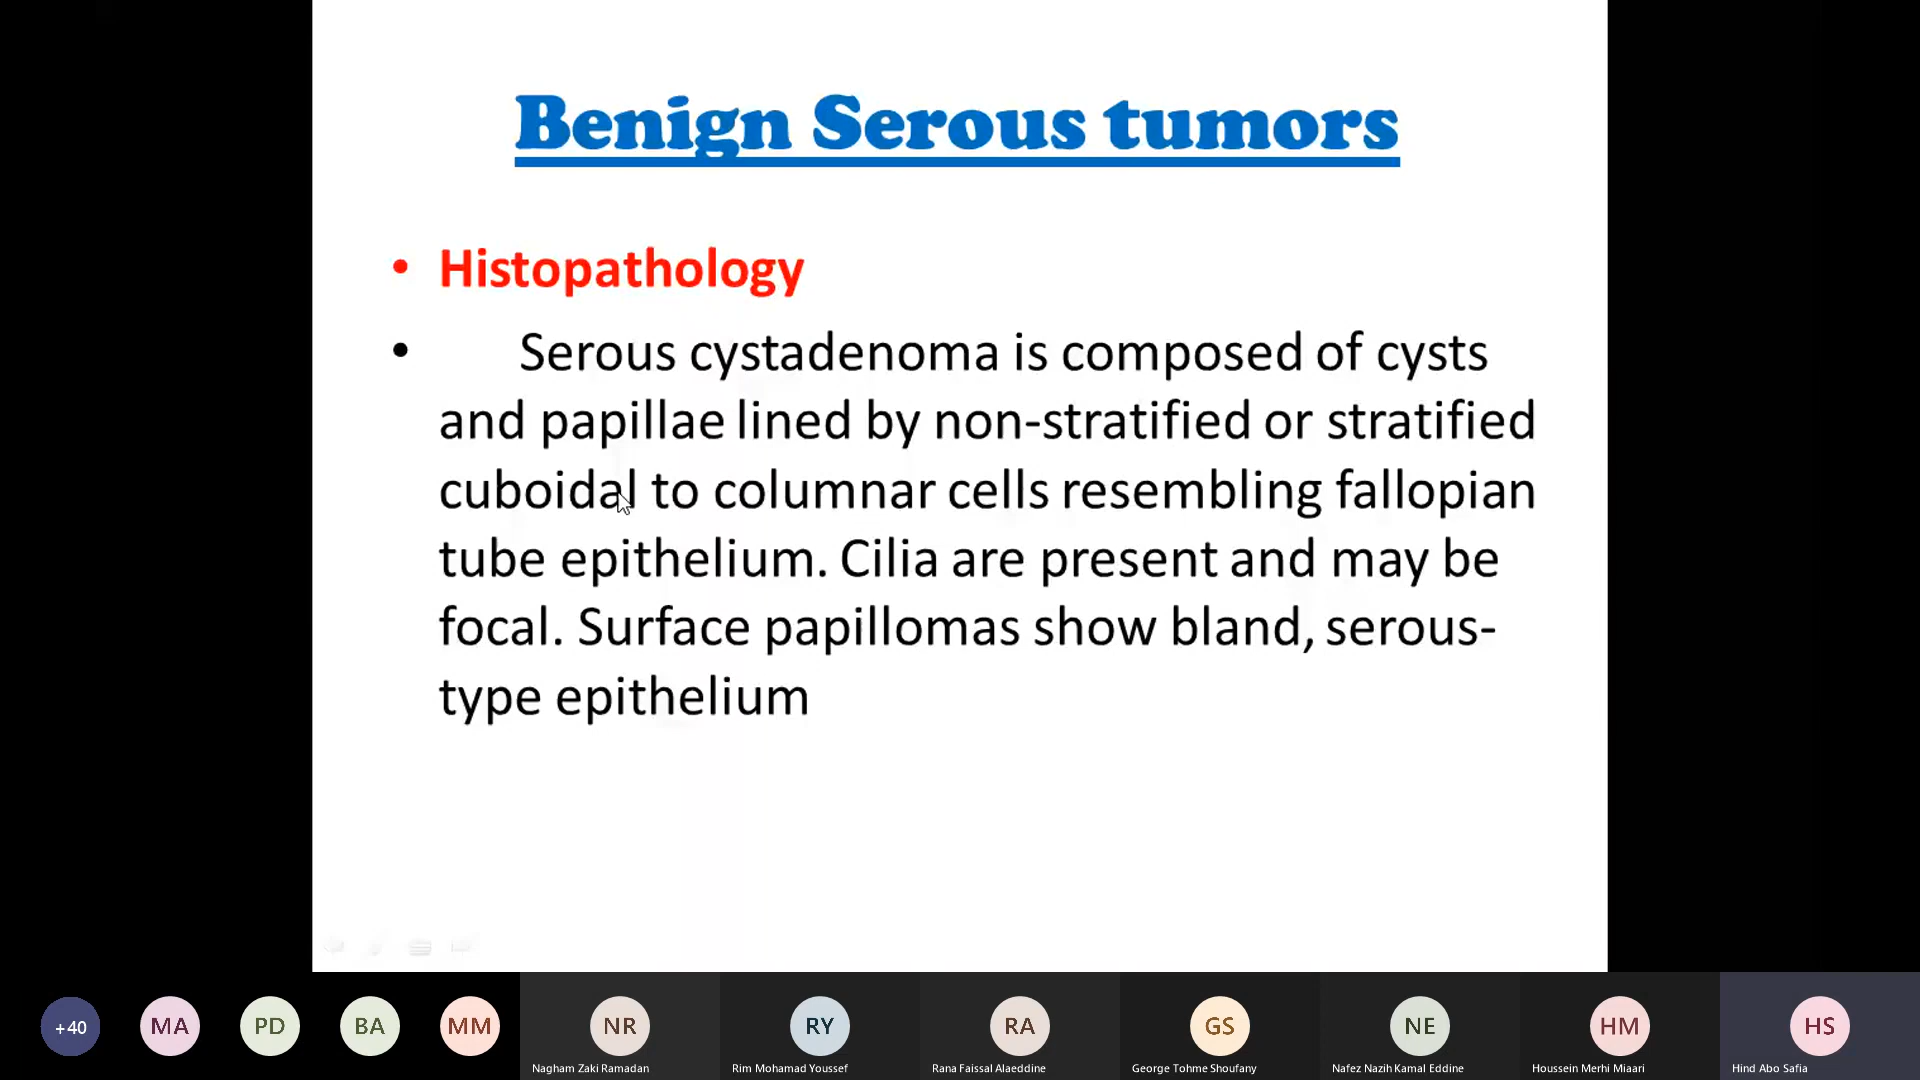 Benign Serous tumors
• Histopathology
• Serous cystadenoma is composed of cysts
and papillae lined by non-stratified or stratified
cuboidal to columnar cells resembling fallopian
tube epithelium. Cilia are present and may be
focal. Surface papillomas show bland, serous-
type epithelium
+40 MA PD BA MM NR RY RA GS NE HM HS
Nagham Zaki Ramadan Rim Mohamad Youssef Rana Faissal Alaeddine George Tohme Shoufany Nafez Nazih Kamal Eddine Houssein Merhi Miaari Hind Abo Safia